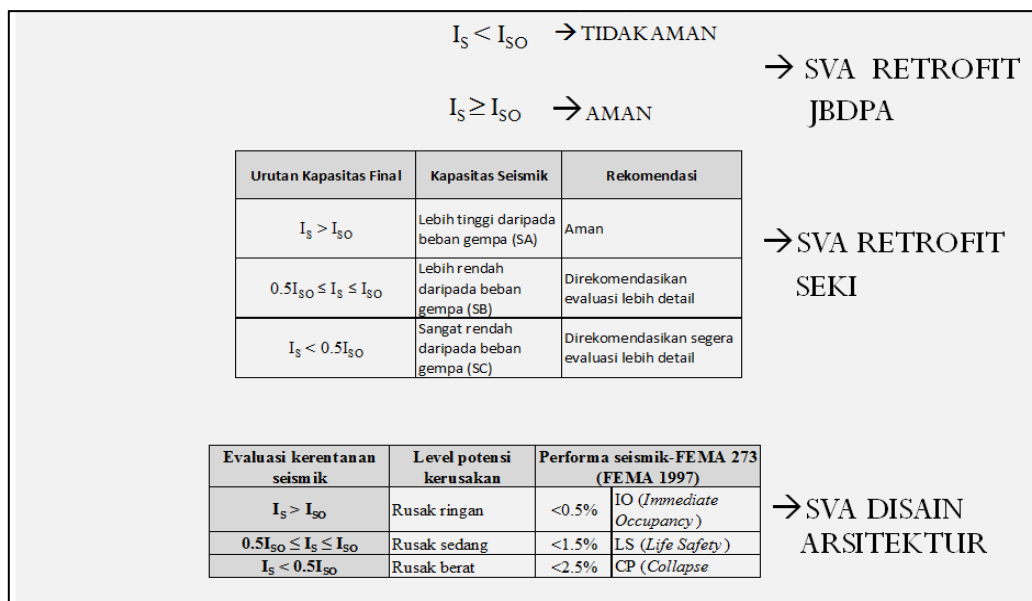 IS < ISO → TIDAK AMAN
→ SVA RETROFIT
JBDPA
IS ≥ ISO → AMAN
Urutan Kapasitas Final Kapasitas Seismik Rekomendasi
IS > ISO Lebih tinggi daripada beban gempa (SA) Aman
0.5ISO ≤ IS ≤ ISO Lebih rendah daripada beban gempa (SB) Direkomendasikan evaluasi lebih detail
IS < 0.5ISO Sangat rendah daripada beban gempa (SC) Direkomendasikan segera evaluasi lebih detail
→ SVA RETROFIT
SEKI
Evaluasi kerentanan seismik Level potensi kerusakan Performa seismik-FEMA 273 (FEMA 1997)
IS > ISO Rusak ringan <0.5% IO (Immediate Occupancy)
0.5ISO ≤ IS ≤ ISO Rusak sedang <1.5% LS (Life Safety)
IS < 0.5ISO Rusak berat <2.5% CP (Collapse
→ SVA DISAIN
ARSITEKTUR